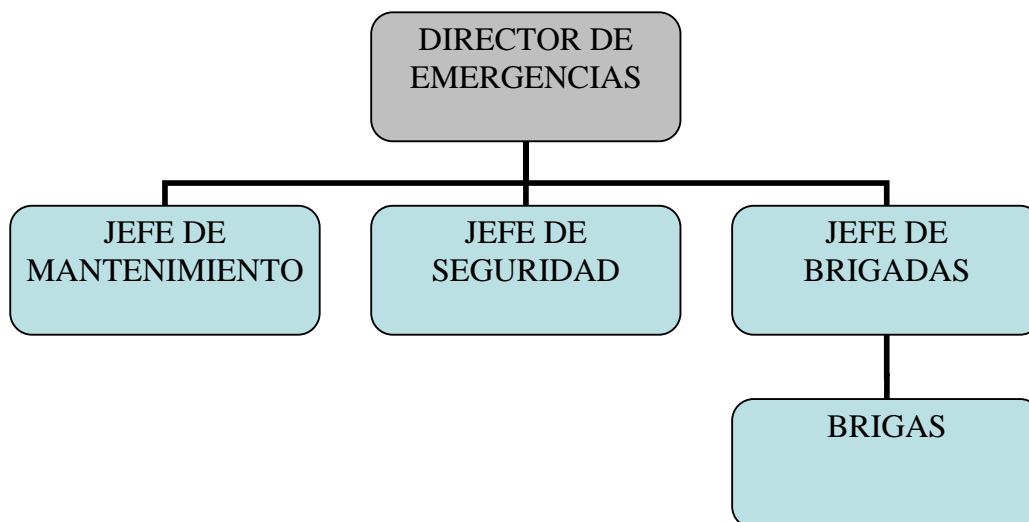 DIRECTOR DE
EMERGENCIAS
JEFE DE
MANTENIMIENTO
JEFE DE
SEGURIDAD
JEFE DE
BRIGADAS
BRIGAS